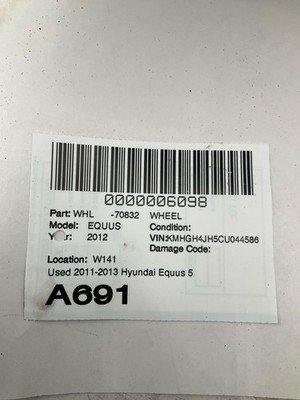 0000006098
Part: WHL -70832 WHEEL
Model: EQUUS Condition:
Year: 2012 VIN:KMHGH4JH5CU044586
Damage Code:
Location: W141
Used 2011-2013 Hyundai Equus 5
A691